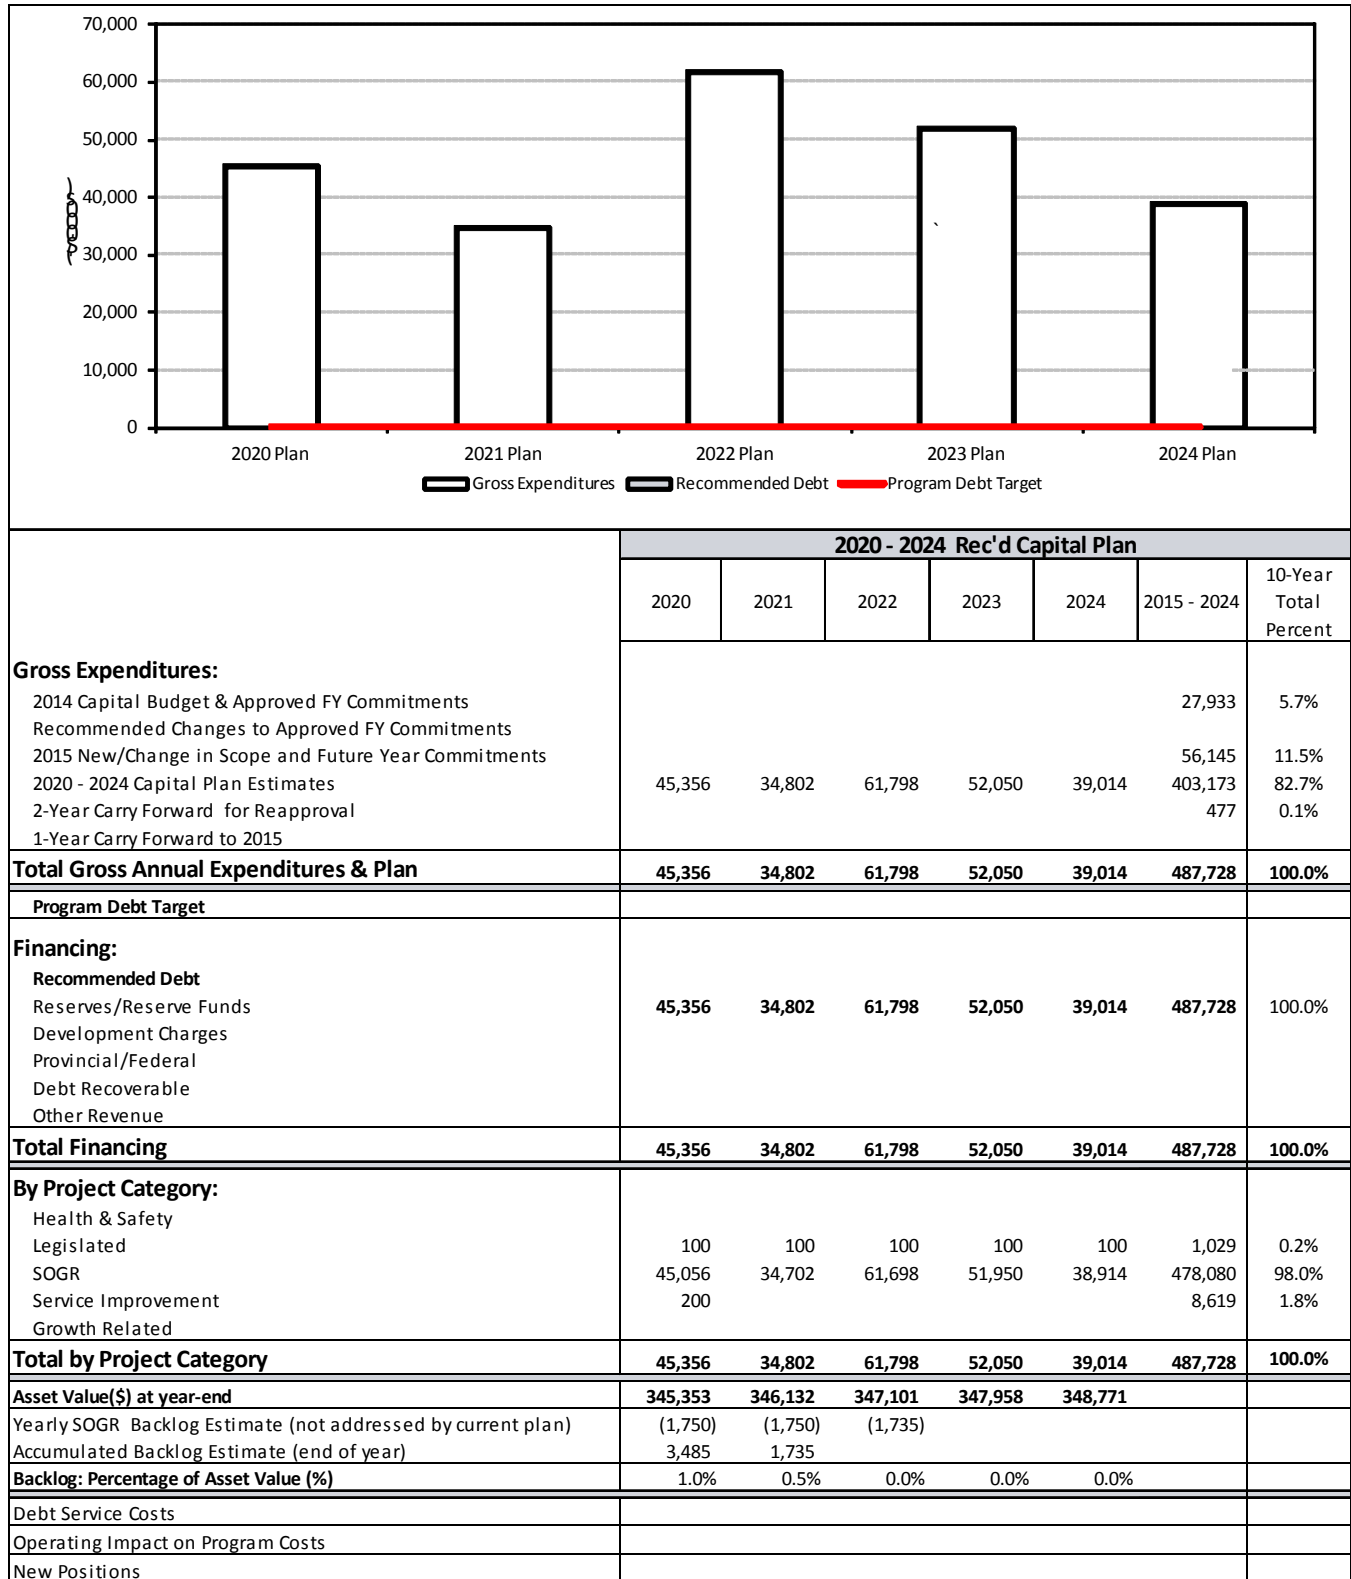 70,000
60,000
50,000
40,000
30,000
20,000
10,000
0
($000s)
`
2020 Plan 2021 Plan 2022 Plan 2023 Plan 2024 Plan
Gross Expenditures Recommended Debt Program Debt Target
2020 - 2024 Rec'd Capital Plan
2020 2021 2022 2023 2024 2015 - 2024 10-Year Total Percent
Gross Expenditures:
2014 Capital Budget & Approved FY Commitments 27,933 5.7%
Recommended Changes to Approved FY Commitments
2015 New/Change in Scope and Future Year Commitments 56,145 11.5%
2020 - 2024 Capital Plan Estimates 45,356 34,802 61,798 52,050 39,014 403,173 82.7%
2-Year Carry Forward for Reapproval 477 0.1%
1-Year Carry Forward to 2015
Total Gross Annual Expenditures & Plan 45,356 34,802 61,798 52,050 39,014 487,728 100.0%
Program Debt Target
Financing:
Recommended Debt
Reserves/Reserve Funds 45,356 34,802 61,798 52,050 39,014 487,728 100.0%
Development Charges
Provincial/Federal
Debt Recoverable
Other Revenue
Total Financing 45,356 34,802 61,798 52,050 39,014 487,728 100.0%
By Project Category:
Health & Safety
Legislated 100 100 100 100 100 1,029 0.2%
SOGR 45,056 34,702 61,698 51,950 38,914 478,080 98.0%
Service Improvement 200 8,619 1.8%
Growth Related
Total by Project Category 45,356 34,802 61,798 52,050 39,014 487,728 100.0%
Asset Value($) at year-end 345,353 346,132 347,101 347,958 348,771
Yearly SOGR Backlog Estimate (not addressed by current plan) (1,750) (1,750) (1,735)
Accumulated Backlog Estimate (end of year) 3,485 1,735
Backlog: Percentage of Asset Value (%) 1.0% 0.5% 0.0% 0.0% 0.0%
Debt Service Costs
Operating Impact on Program Costs
New Positions